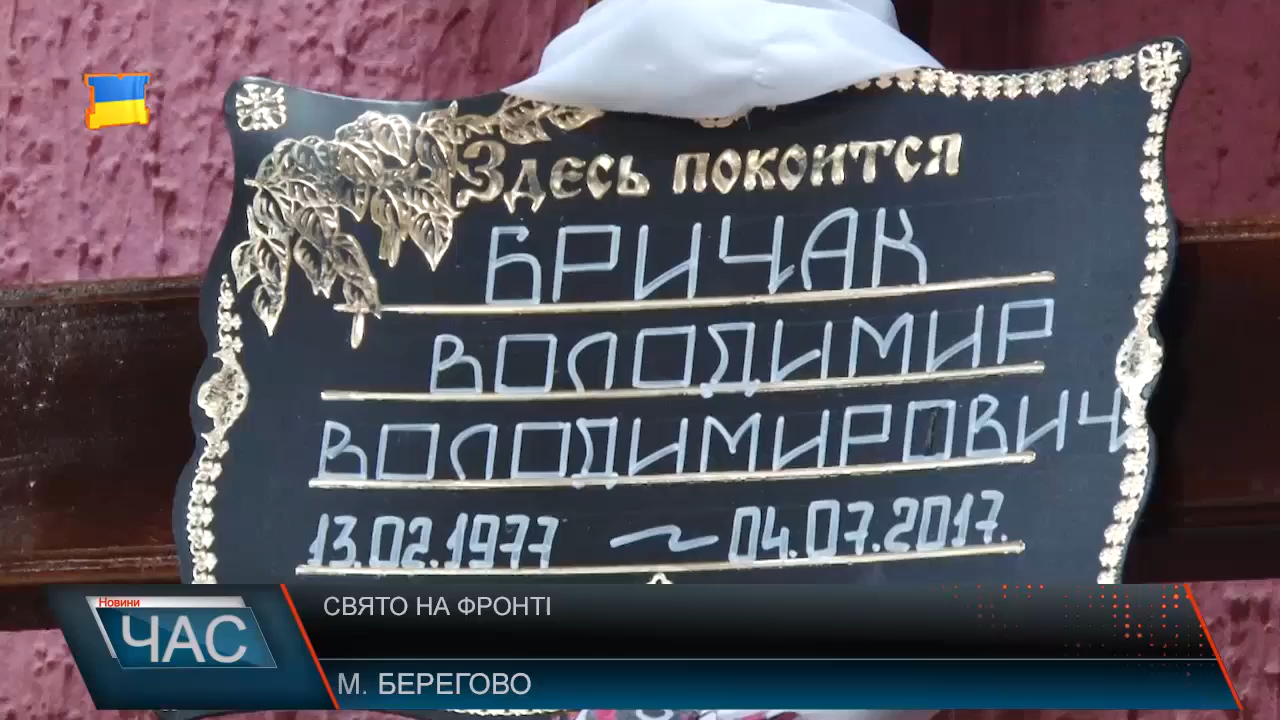 Здесь покоится
БРИЧАК
ВОЛОДИМИР
ВОЛОДИМИРОВИЧ
13.02.1977 ~ 04.07.2017.
Новини
ЧАС
СВЯТО НА ФРОНТІ
М. БЕРЕГОВО